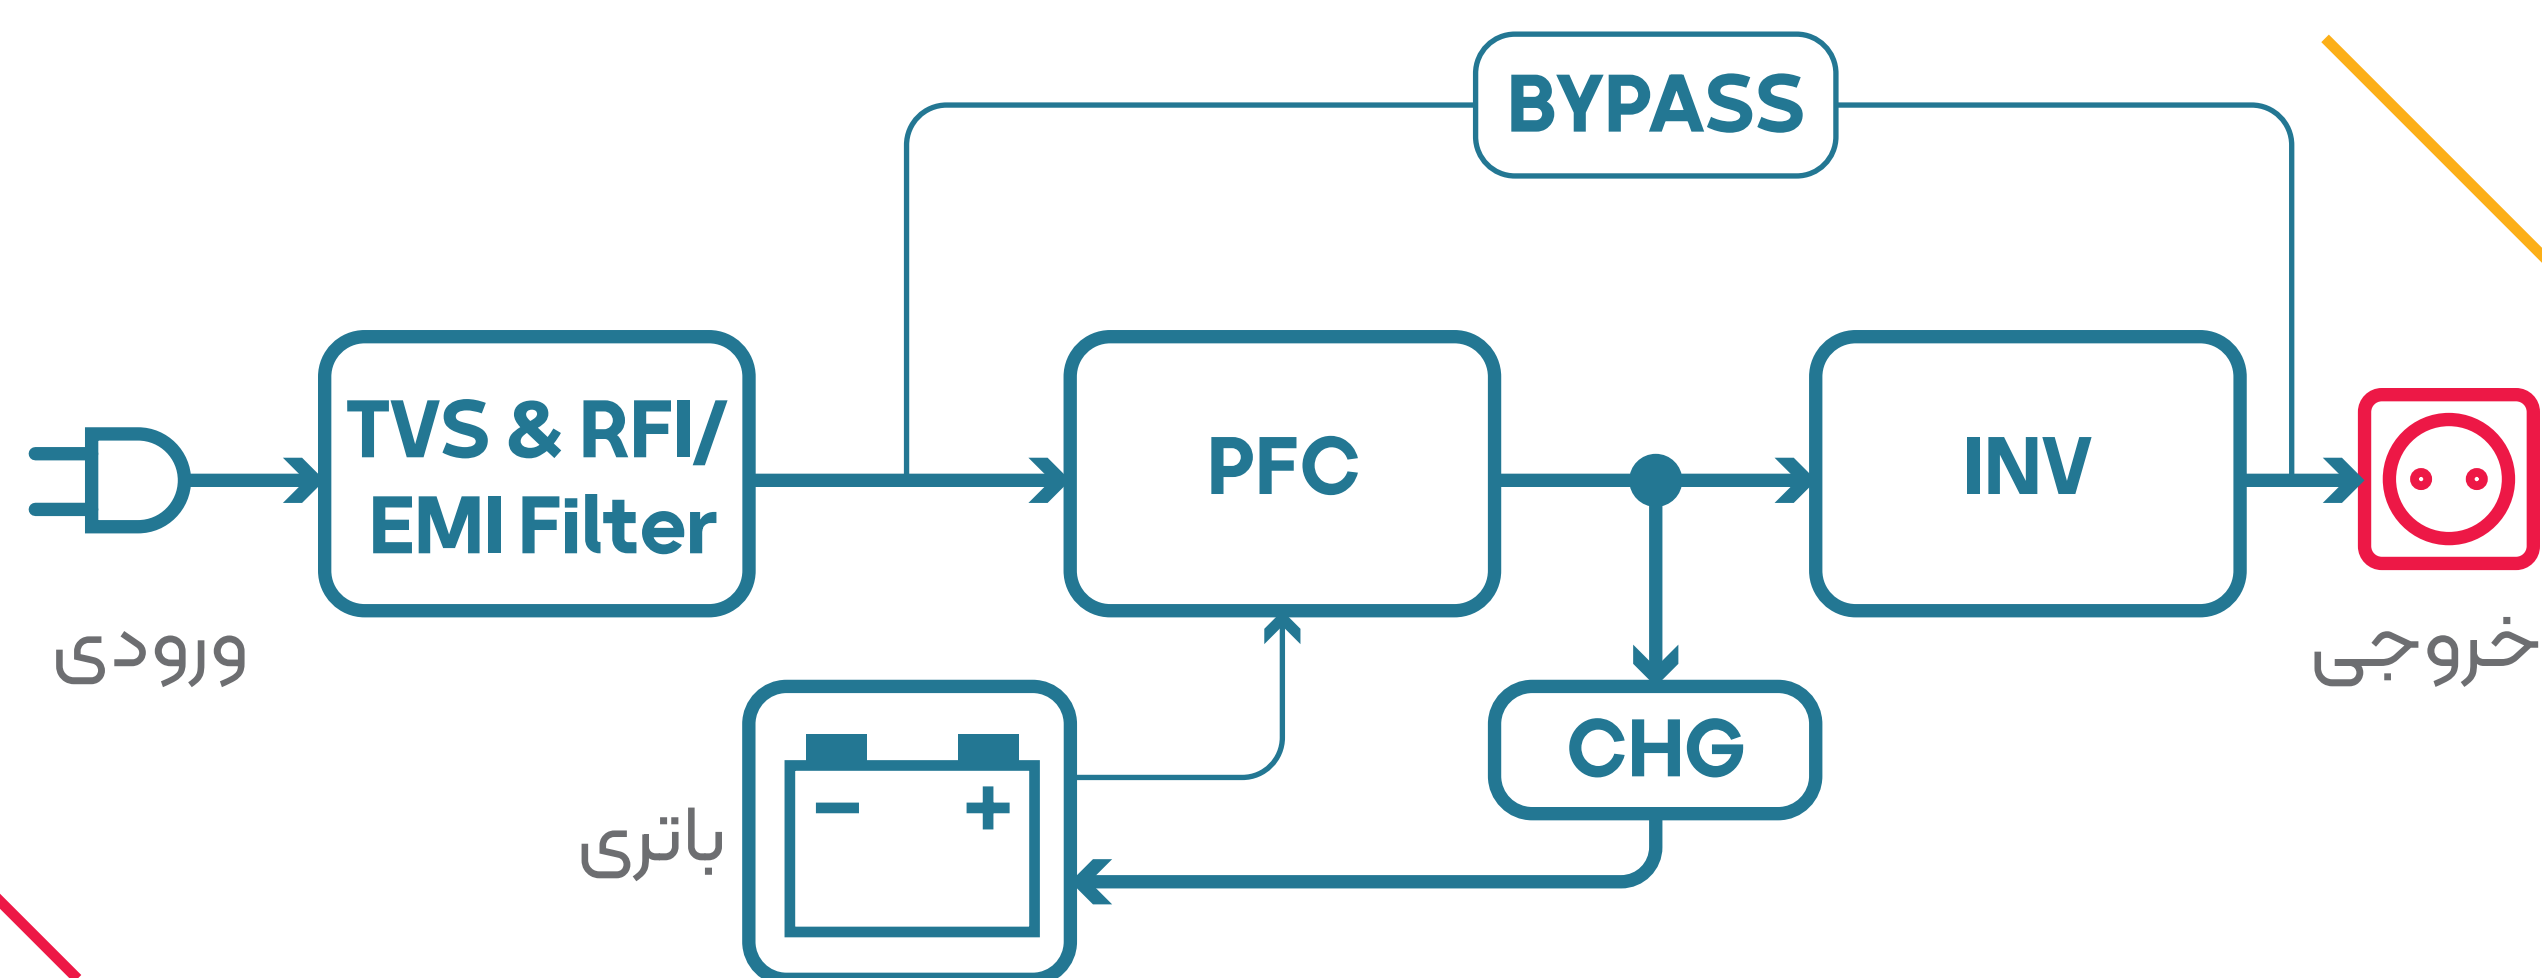 BYPASS
TVS & RFI/
EMI Filter
PFC
INV
ورودی
خروجی
CHG
باتری
− +